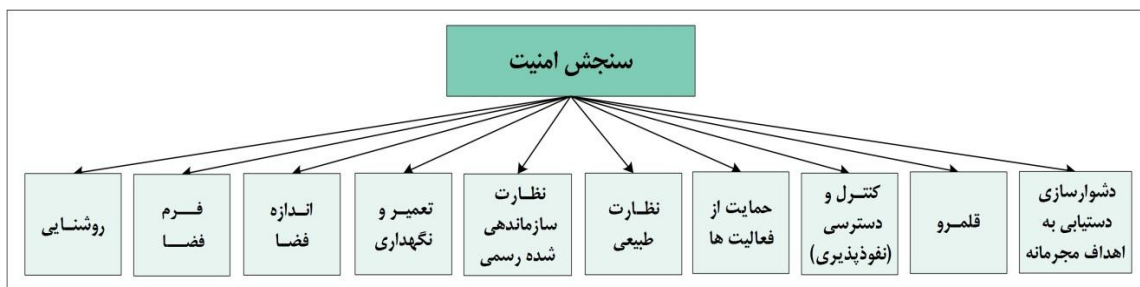 سنجش امنیت
دشوارسازی
دستیابی به
اهداف مجرمانه
قلمرو
کنترل و
دسترسی
(نفوذپذیری)
حمایت از
فعالیت ها
نظارت
طبیعی
نظارت
سازماندهی
شده رسمی
تعمیر و
نگهداری
اندازه
فضا
فرم
فضا
روشنایی